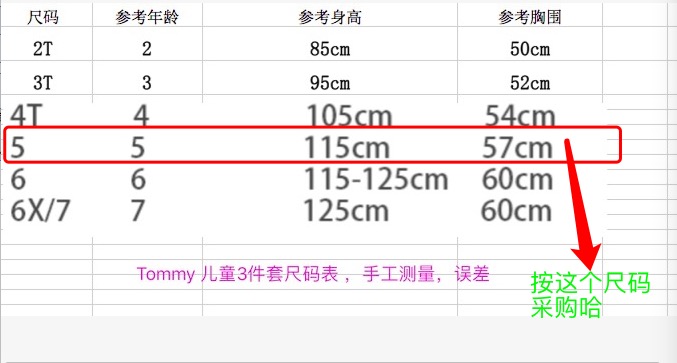 尺码 参考年龄 参考身高 参考胸围
2T 2 85cm 50cm
3T 3 95cm 52cm
4T 4 105cm 54cm
5 5 115cm 57cm
6 6 115-125cm 60cm
6X/7 7 125cm 60cm
Tommy 儿童3件套尺码表 ，手工测量，误差
按这个尺码
采购哈